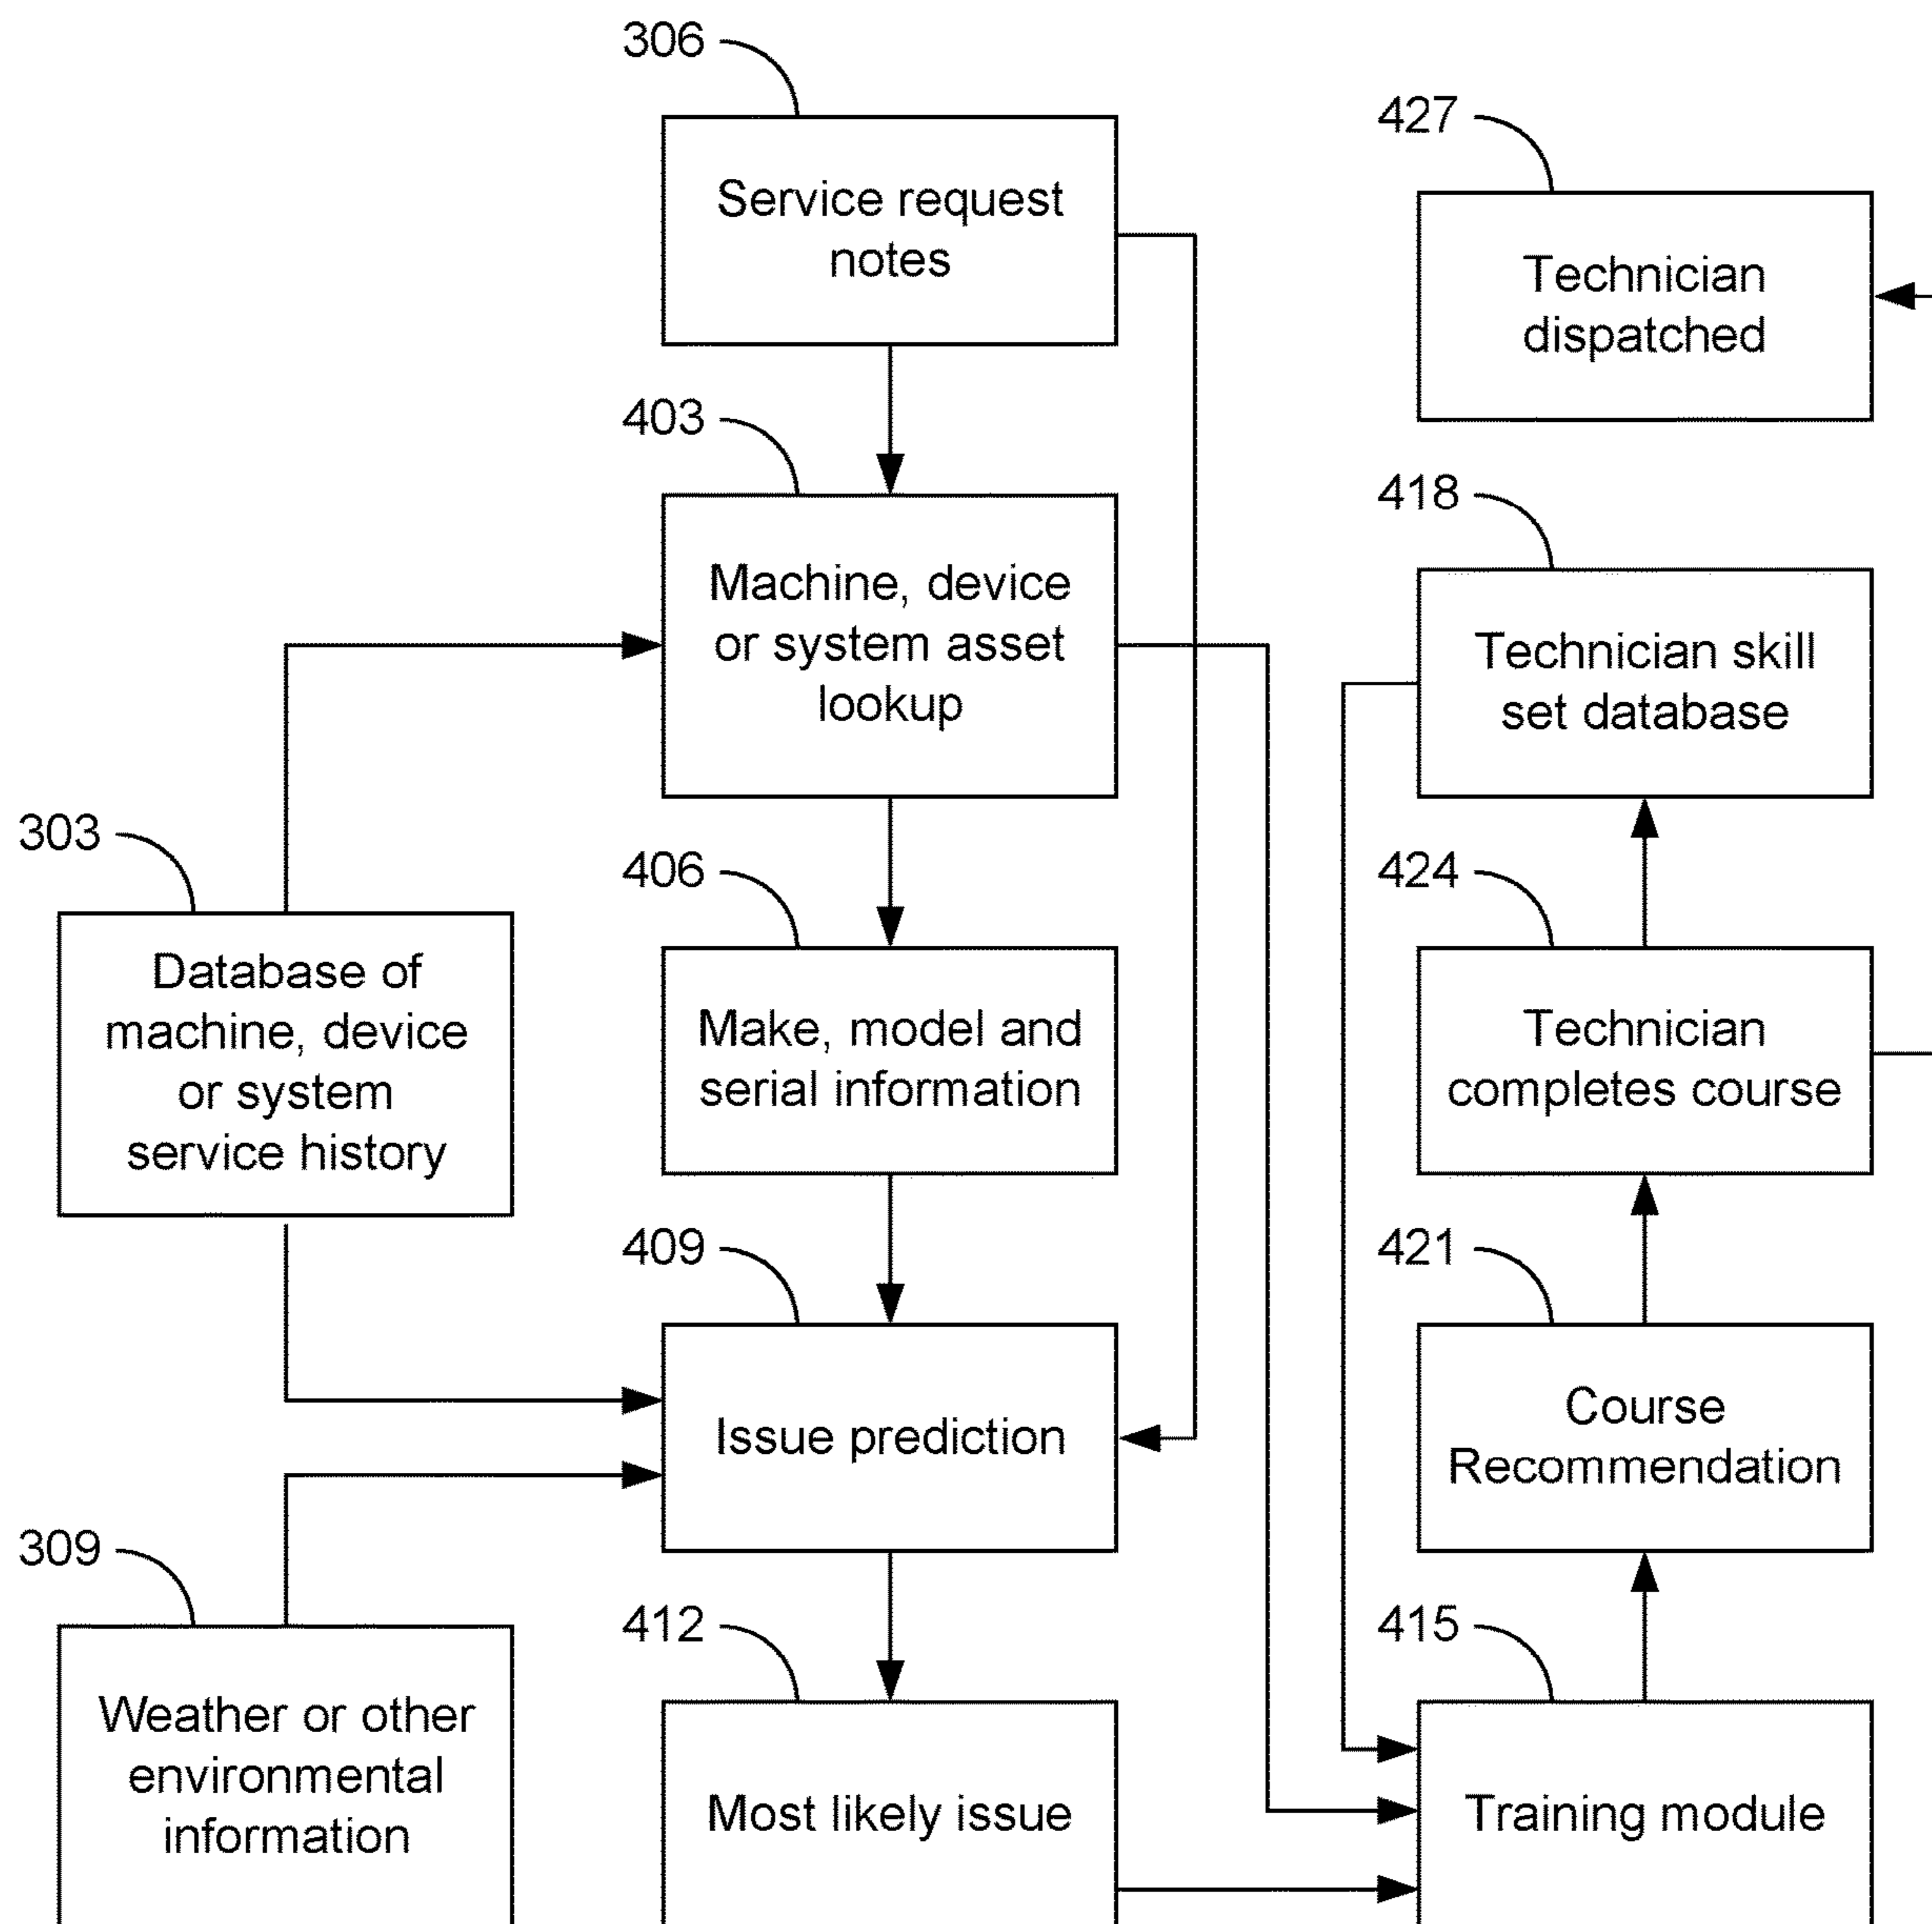 306
Service request
notes
427
Technician
dispatched
403
Machine, device
or system asset
lookup
418
Technician skill
set database
303
Database of
machine, device
or system
service history
406
Make, model and
serial information
424
Technician
completes course
409
Issue prediction
421
Course
Recommendation
309
Weather or other
environmental
information
412
Most likely issue
415
Training module